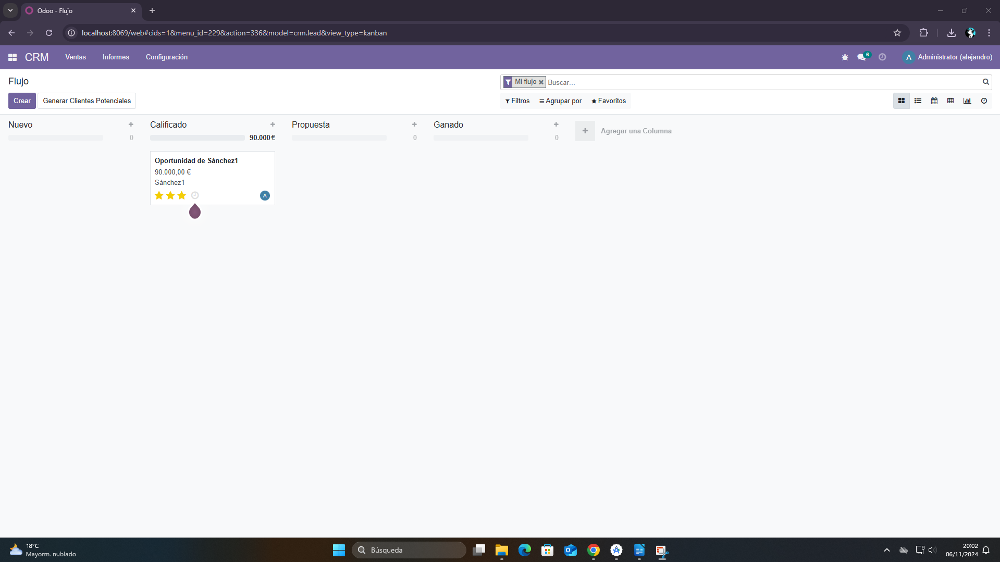 Odoo - Flujo
localhost:8069/web#cids=1&menu_id=229&action=336&model=crm.lead&view_type=kanban
CRM Ventas Informes Configuración 6 A Administrator (alejandro)
Flujo
Mi flujo Buscar...
Crear Generar Clientes Potenciales Filtros Agrupar por Favoritos
Nuevo Calificado Propuesta Ganado
Agregar una Columna
0 90.000€ 0 0
Oportunidad de Sánchez1
90.000,00 €
Sánchez1
A
18°C
Mayorm. nublado
Búsqueda
20:02
06/11/2024